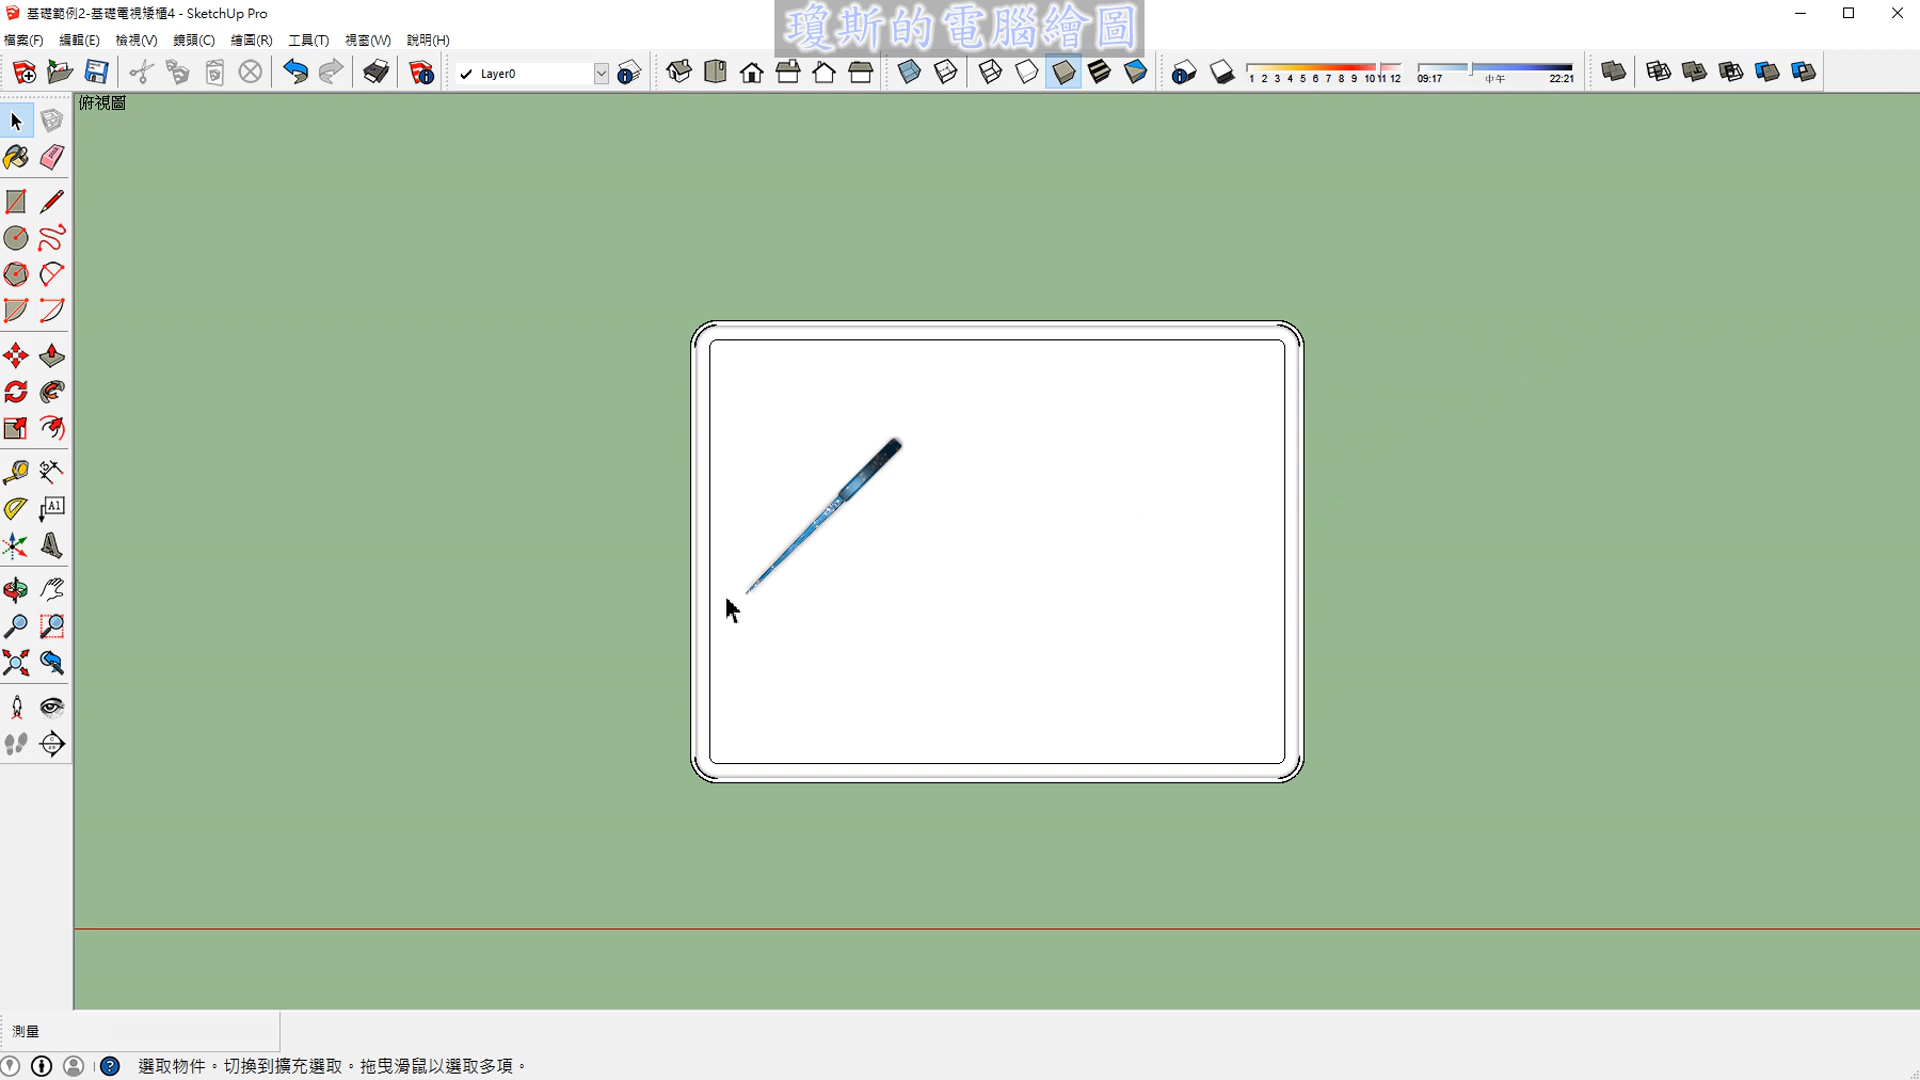 基礎範例2-基礎電視矮櫃4 - SketchUp Pro
瓊斯的電腦繪圖
檔案(F) 編輯(E) 檢視(V) 鏡頭(C) 繪圖(R) 工具(T) 視窗(W) 說明(H)
Layer0
1 2 3 4 5 6 7 8 9 10 11 12
09:17 中午 22:21
俯視圖
A1
測量
選取物件。切換到擴充選取。拖曳滑鼠以選取多項。